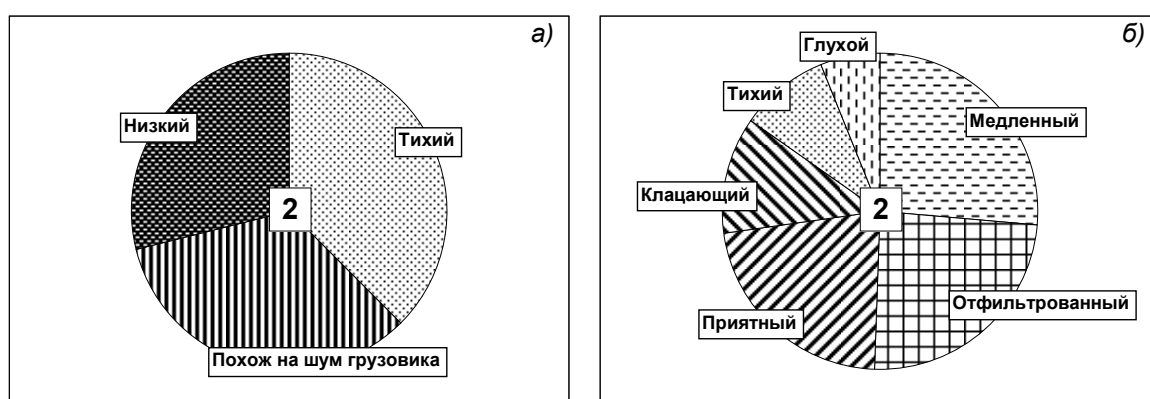 а)
Низкий
Тихий
2
Похож на шум грузовика
б)
Глухой
Тихий
Медленный
Клацающий
2
Отфильтрованный
Приятный